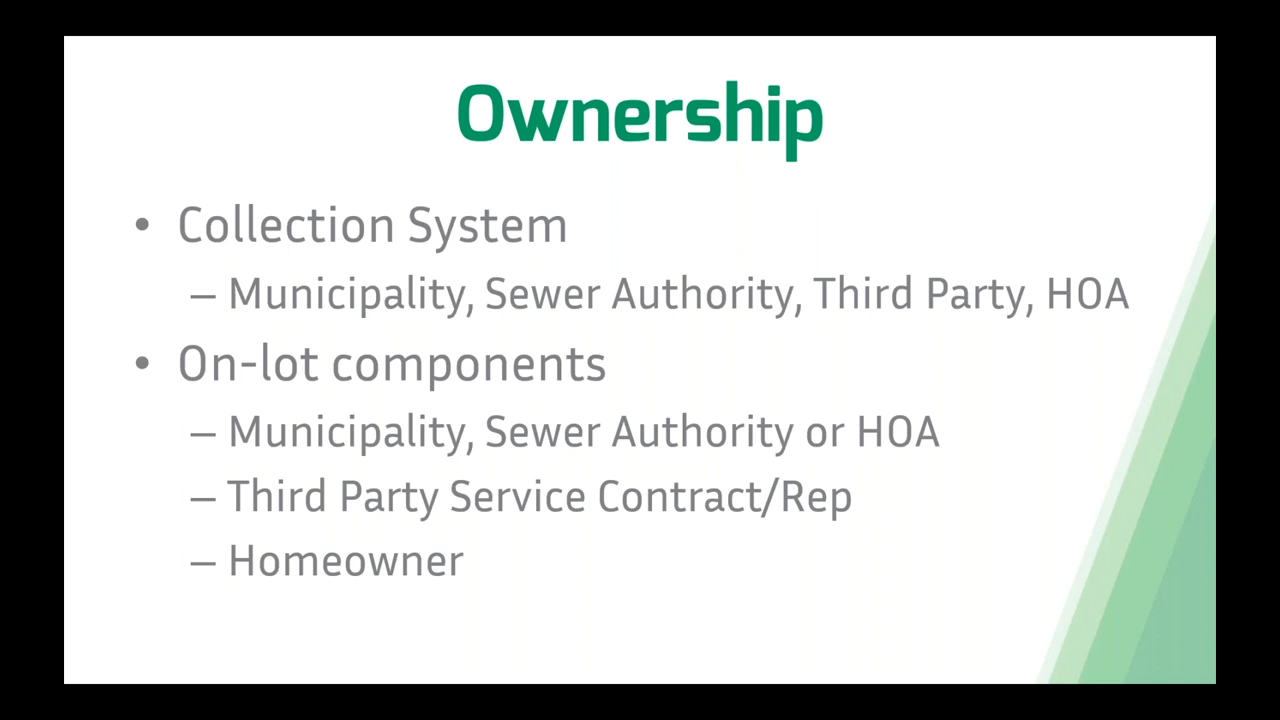 Ownership
• Collection System
– Municipality, Sewer Authority, Third Party, HOA
• On-lot components
– Municipality, Sewer Authority or HOA
– Third Party Service Contract/Rep
– Homeowner